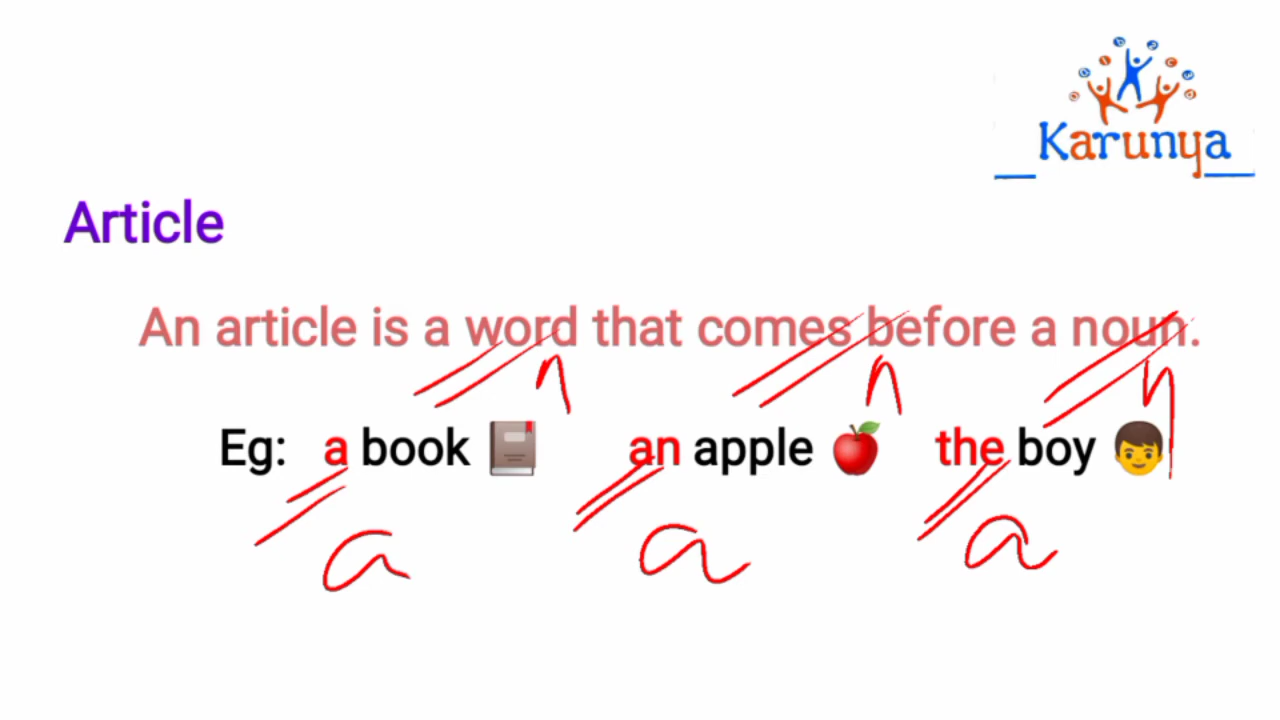 Karunya
Article
An article is a word that comes before a noun.
n n n
Eg: a book an apple the boy
a a a